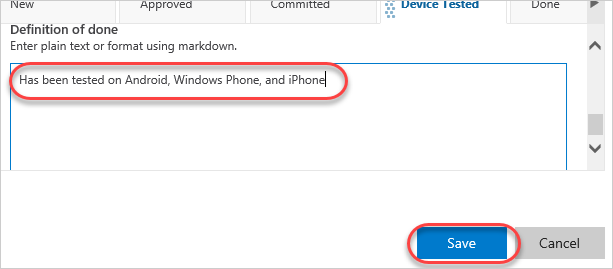 New Approved Committed Device Tested Done
Definition of done
Enter plain text or format using markdown.
Has been tested on Android, Windows Phone, and iPhone
Save Cancel